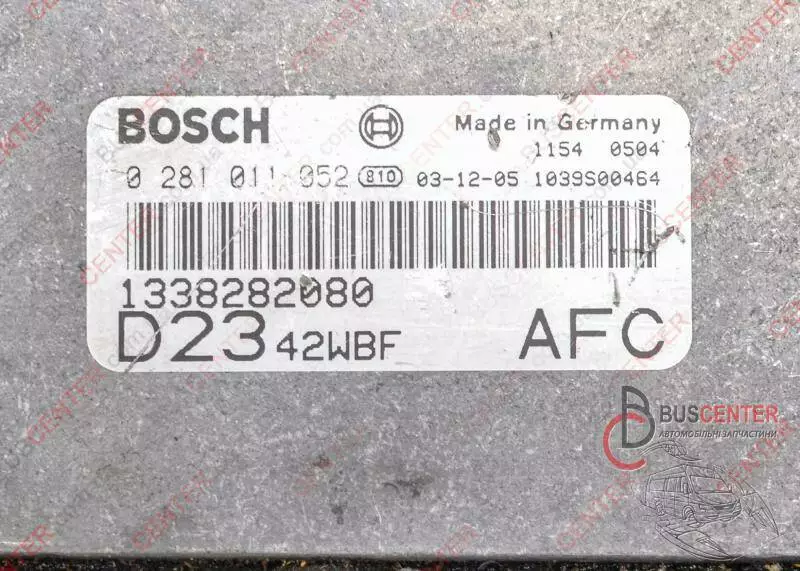 BOSCH
Made in Germany
1154 0504
0 281 011 952 810 03-12-05 1039S00464
1338282080
D23 42WBF AFC
BUSCENTER
АВТОМОБІЛЬНІ ЗАПЧАСТИНИ